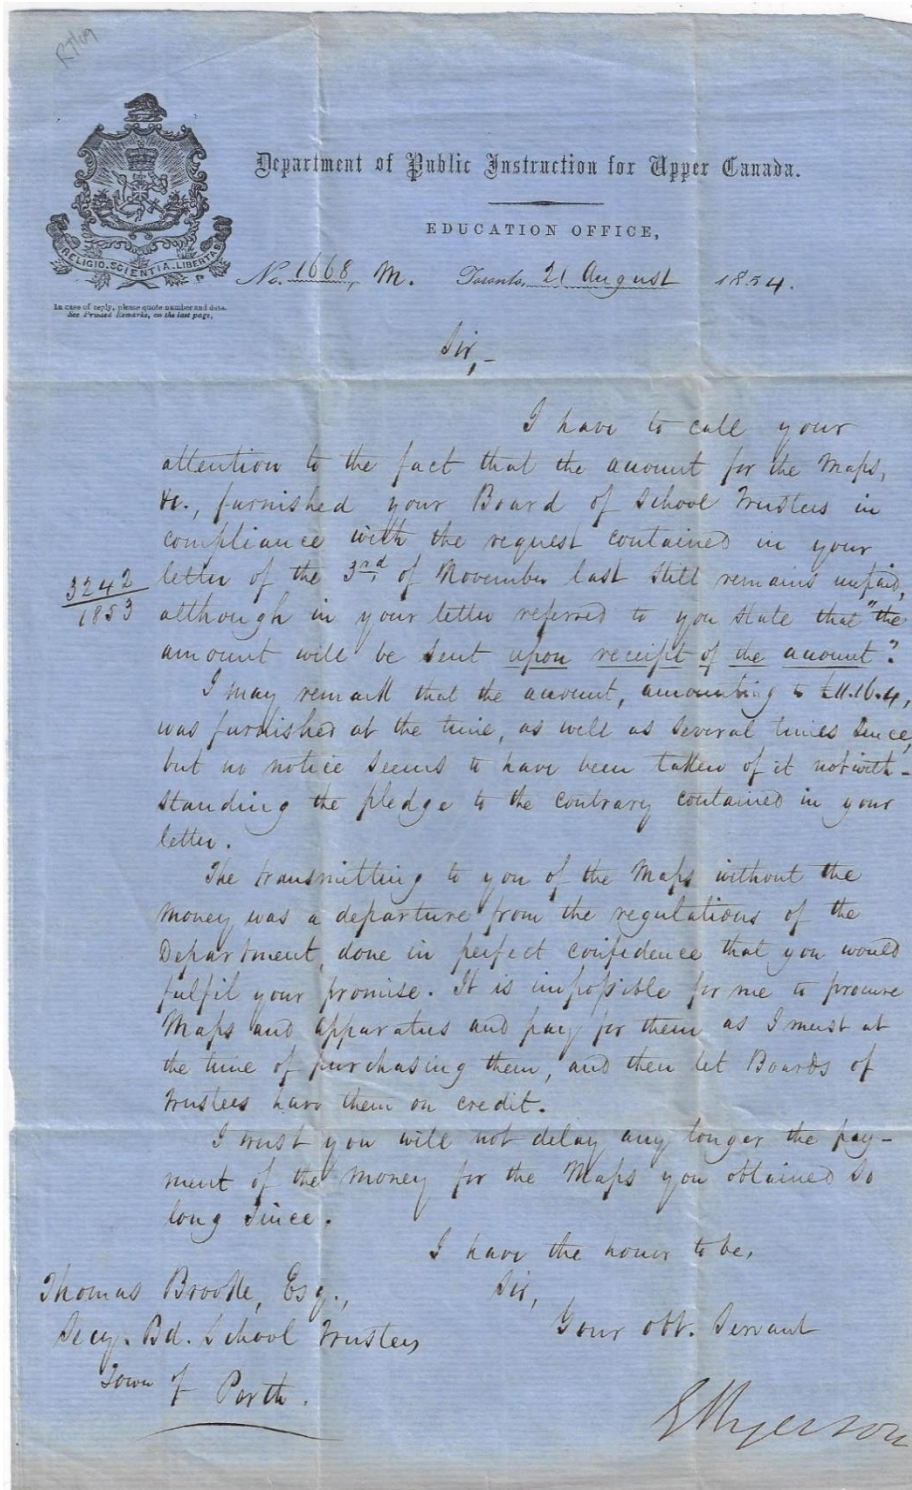 Department of Public Instruction for Upper Canada.
EDUCATION OFFICE,
RELIGIO. SCIENTIA. LIBERTAS
No. 1668, M. Toronto, 21 August 1854.
In case of reply, please quote number and date.
See Printed Remarks, on the last page.
Sir,-
I have to call your
attention to the fact that the account for the Maps,
&c., furnished your Board of School Trustees in
compliance with the request contained in your
3242
1853
letter of the 3rd of November last still remains unpaid,
although in your letter referred to you state that "the
amount will be sent upon receipt of the account".
I may remark that the account, amounting to £11.16.4,
was furnished at the time, as well as several times since,
but no notice seems to have been taken of it notwith-
standing the pledge to the contrary contained in your
letter.
The transmitting to you of the Maps without the
money was a departure from the regulations of the
Department, done in perfect confidence that you would
fulfil your promise. It is impossible for me to procure
Maps and apparatus and pay for them as I must at
the time of purchasing them, and then let Boards of
Trustees have them on credit.
I trust you will not delay any longer the pay-
ment of the money for the Maps you obtained so
long since.
I have the honor to be,
Sir,
Your obt. Servant
E Ryerson
Thomas Brooke, Esq.,
Secy. Bd. School Trustees
Town of Perth.